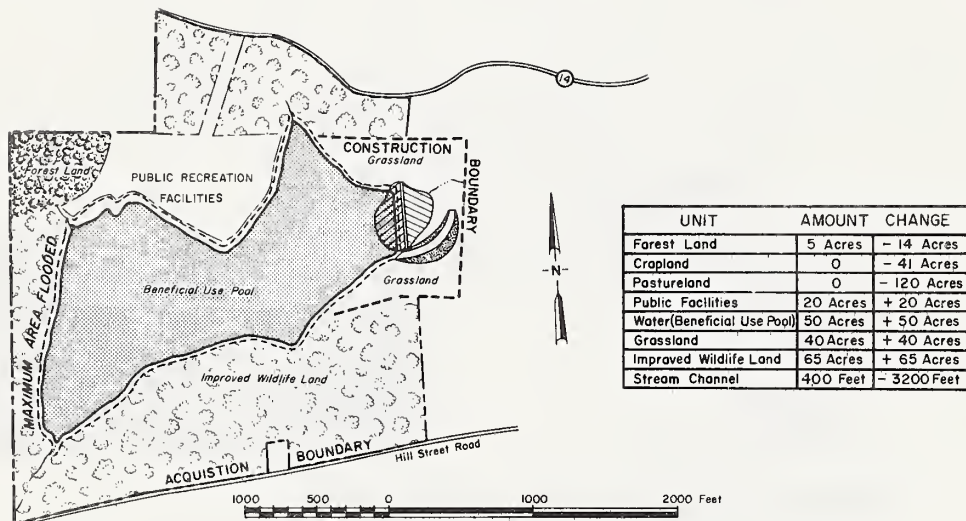 14
CONSTRUCTION
Grassland
BOUNDARY
Forest Land
PUBLIC RECREATION
FACILITIES
MAXIMUM AREA FLOODED
Beneficial Use Pool
Grassland
Improved Wildlife Land
ACQUISTION BOUNDARY
Hill Street Road
-N-
1000 500 0 1000 2000 Feet
UNIT AMOUNT CHANGE
Forest Land 5 Acres - 14 Acres
Cropland 0 - 41 Acres
Pastureland 0 - 120 Acres
Public Facilities 20 Acres + 20 Acres
Water(Beneficial Use Pool) 50 Acres + 50 Acres
Grassland 40 Acres + 40 Acres
Improved Wildlife Land 65 Acres + 65 Acres
Stream Channel 400 Feet - 3200 Feet